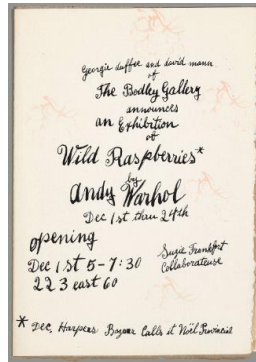 Georgie duffee and david mann
of
The Bodley Gallery
announces
an Exhibition
of
Wild Raspberries*
by
Andy Warhol
Dec 1st thru 24th
opening
Dec 1st 5-7:30
223 east 60
Suzie Frankfort
Collaborateuse
* Dec. Harpers Bazaar Calls it Noël Provincial